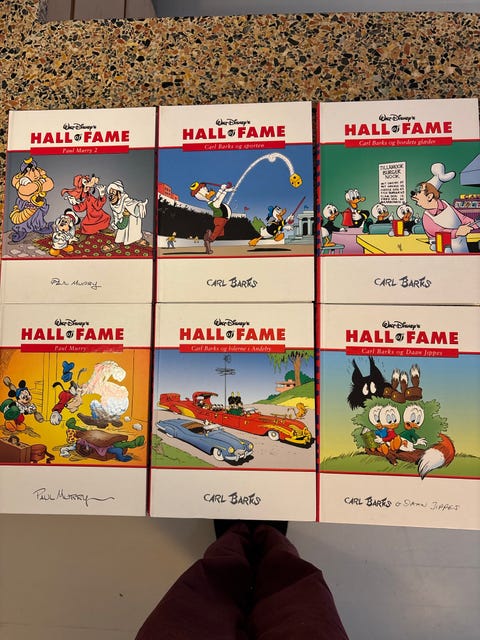 Walt Disney's
HALL of FAME
Paul Murry 2
Paul Murry
Walt Disney's
HALL of FAME
Carl Barks og sporten
CARL BARKS
Walt Disney's
HALL of FAME
Carl Barks og bordets glæder
TILLROOK
BURGER
NOOK
CARL BARKS
Walt Disney's
HALL of FAME
Paul Murry
PAUL MURRY
Walt Disney's
HALL of FAME
Carl Barks og bilerne i Andeby
CARL BARKS
Walt Disney's
HALL of FAME
Carl Barks og Daan Jippes
CARL BARKS & DAAN JIPPES